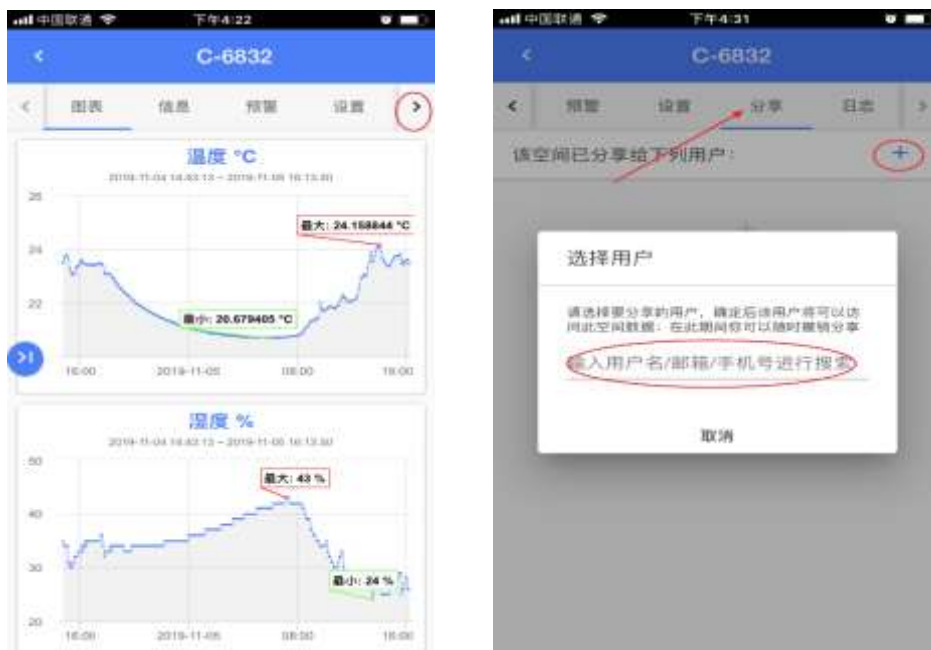 中国联通 下午4:22
C-6832
图表 信息 预警 设置
温度 °C
2019-11-04 14:43:13 ~ 2019-11-05 16:13:30
26
最大: 24.158844 °C
24
22
最小: 20.679405 °C
16:00 2019-11-05 08:00 16:00
湿度 %
2019-11-04 14:43:13 ~ 2019-11-05 16:13:30
50
最大: 43 %
40
30
最小: 24 %
20
16:00 2019-11-05 08:00 16:00
中国联通 下午4:31
C-6832
预警 设置 分享 日志
该空间已分享给下列用户:
选择用户
请选择要分享的用户,确定后该用户将可以访
问此空间数据;在此期间你可以随时撤销分享
输入用户名/邮箱/手机号进行搜索
取消